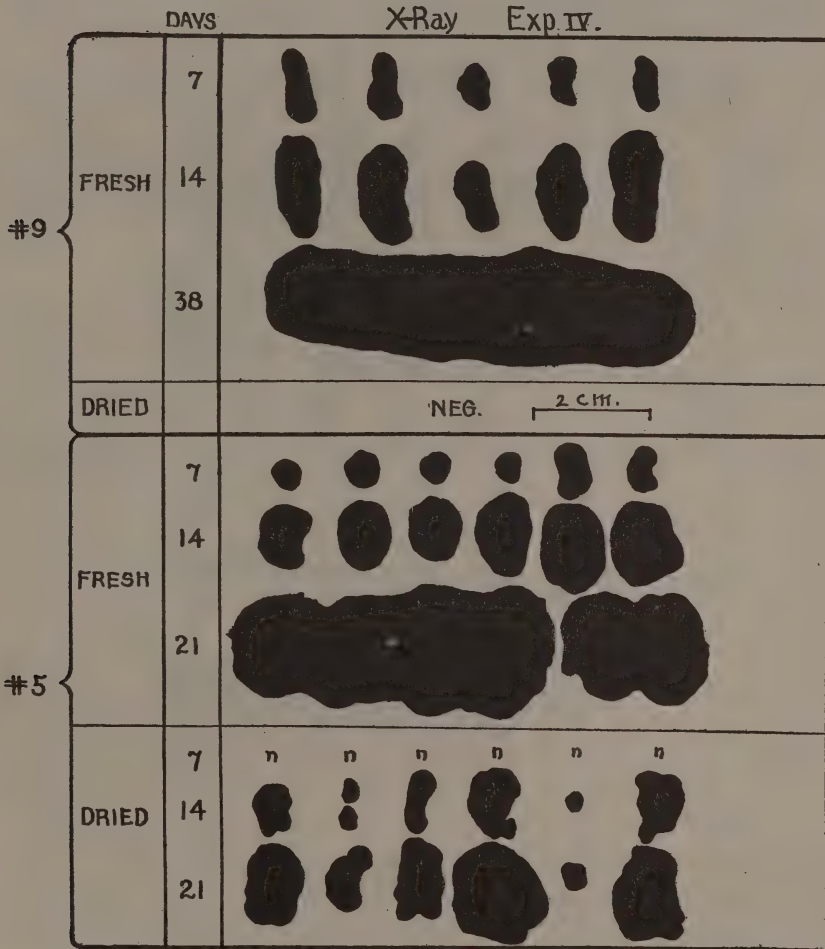 DAYS X-Ray Exp. IV.
7
FRESH 14
#9
38
DRIED NEG. 2 cm.
7
14
FRESH
21
#5
7 n n n n n n
DRIED 14
21